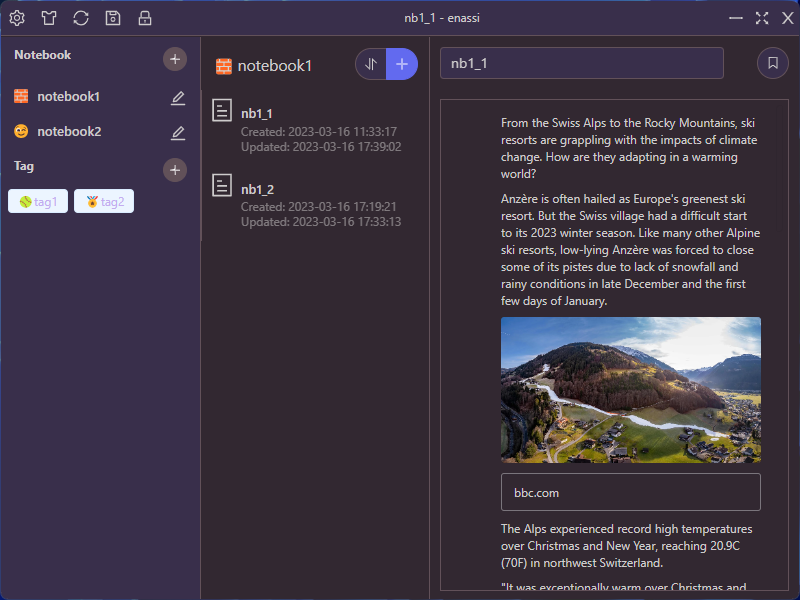 nb1_1 - enassi
Notebook
notebook1
notebook2
Tag
tag1
tag2
notebook1
nb1_1
Created: 2023-03-16 11:33:17
Updated: 2023-03-16 17:39:02
nb1_2
Created: 2023-03-16 17:19:21
Updated: 2023-03-16 17:33:13
nb1_1
From the Swiss Alps to the Rocky Mountains, ski
resorts are grappling with the impacts of climate
change. How are they adapting in a warming
world?
Anzère is often hailed as Europe's greenest ski
resort. But the Swiss village had a difficult start
to its 2023 winter season. Like many other Alpine
ski resorts, low-lying Anzère was forced to close
some of its pistes due to lack of snowfall and
rainy conditions in late December and the first
few days of January.
bbc.com
The Alps experienced record high temperatures
over Christmas and New Year, reaching 20.9C
(70F) in northwest Switzerland.
"It was exceptionally warm over Christmas and